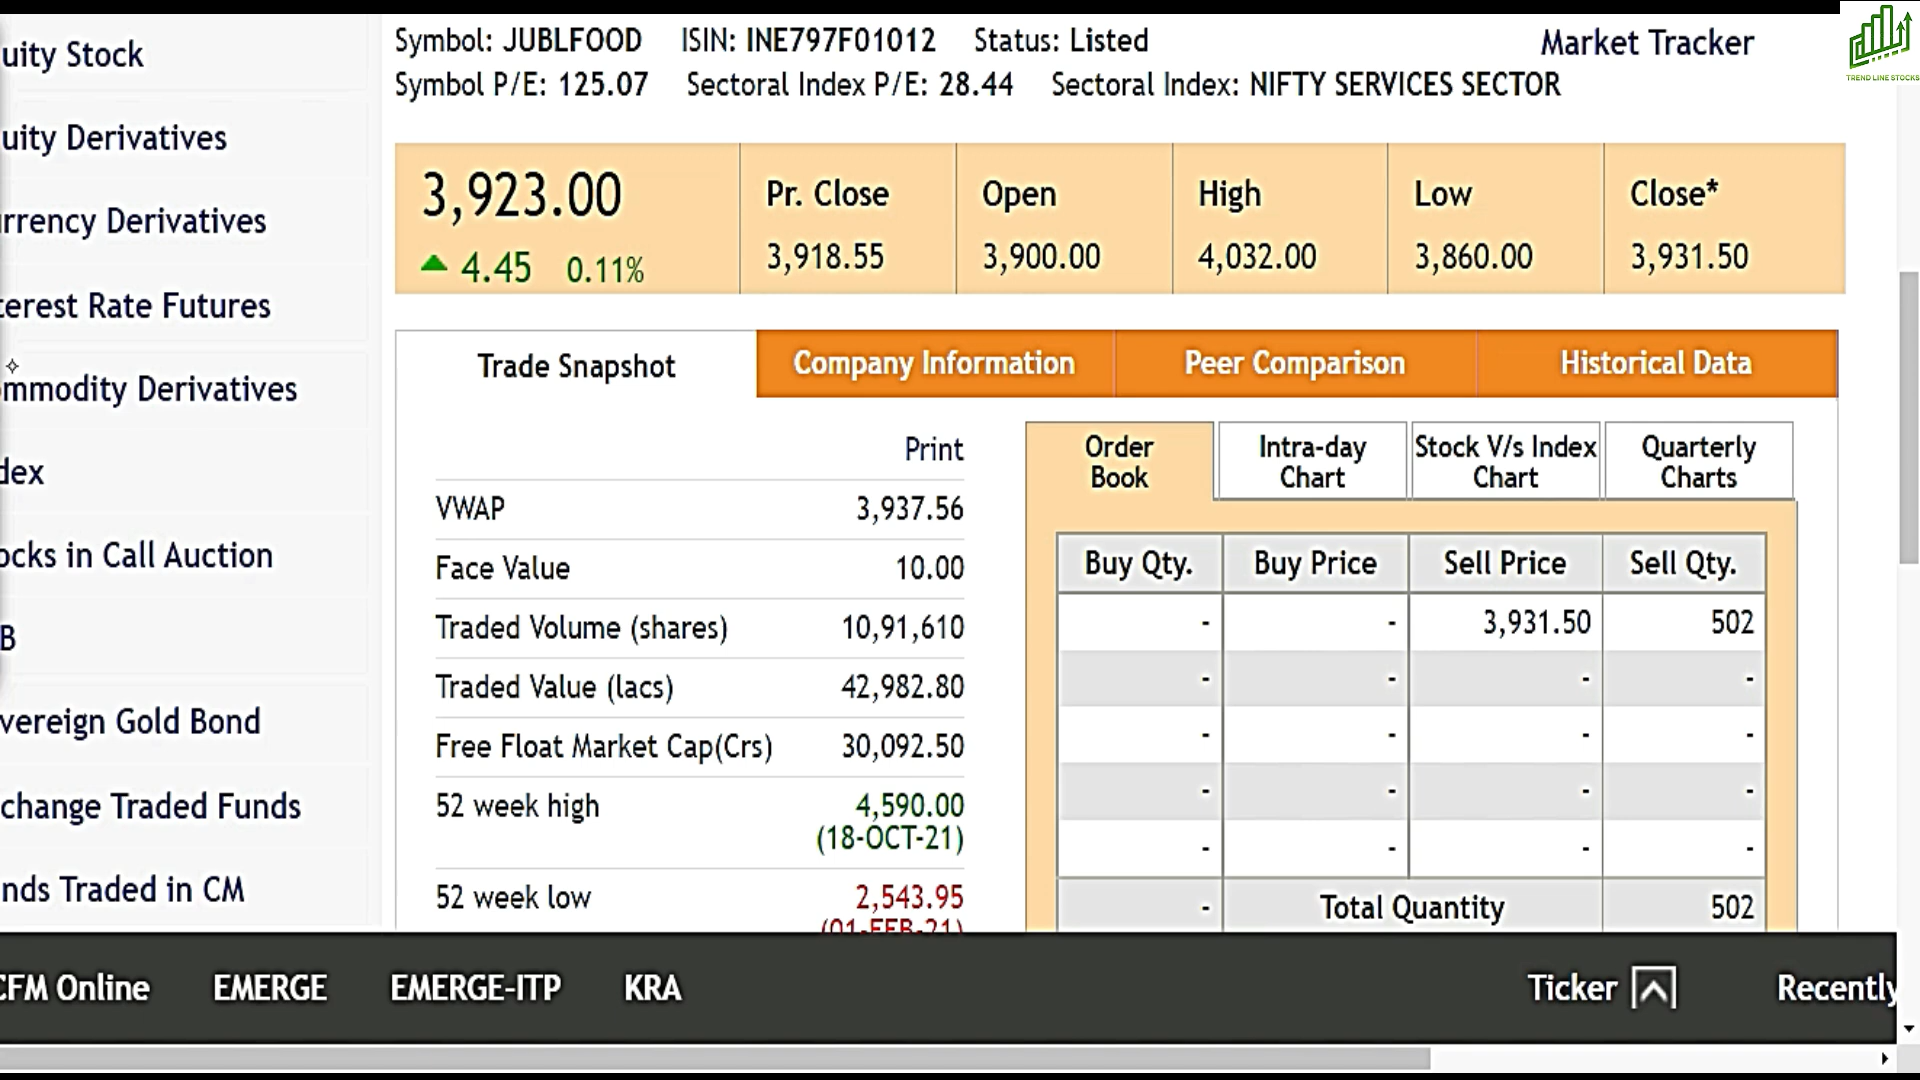 TREND LINE STOCKS
Symbol: JUBLFOOD ISIN: INE797F01012 Status: Listed
Market Tracker
Symbol P/E: 125.07 Sectoral Index P/E: 28.44 Sectoral Index: NIFTY SERVICES SECTOR
uity Stock
uity Derivatives
rrency Derivatives
terest Rate Futures
ommodity Derivatives
dex
ocks in Call Auction
B
vereign Gold Bond
change Traded Funds
nds Traded in CM
3,923.00
4.45 0.11%
Pr. Close Open High Low Close*
3,918.55 3,900.00 4,032.00 3,860.00 3,931.50
Trade Snapshot Company Information Peer Comparison Historical Data
Print
VWAP 3,937.56
Face Value 10.00
Traded Volume (shares) 10,91,610
Traded Value (lacs) 42,982.80
Free Float Market Cap(Crs) 30,092.50
52 week high 4,590.00
(18-OCT-21)
52 week low 2,543.95
(01-FEB-21)
Order Book Intra-day Chart Stock V/s Index Chart Quarterly Charts
Buy Qty. Buy Price Sell Price Sell Qty.
- - 3,931.50 502
- - - -
- - - -
- - - -
- - - -
- Total Quantity 502
CFM Online EMERGE EMERGE-ITP KRA Ticker Recently